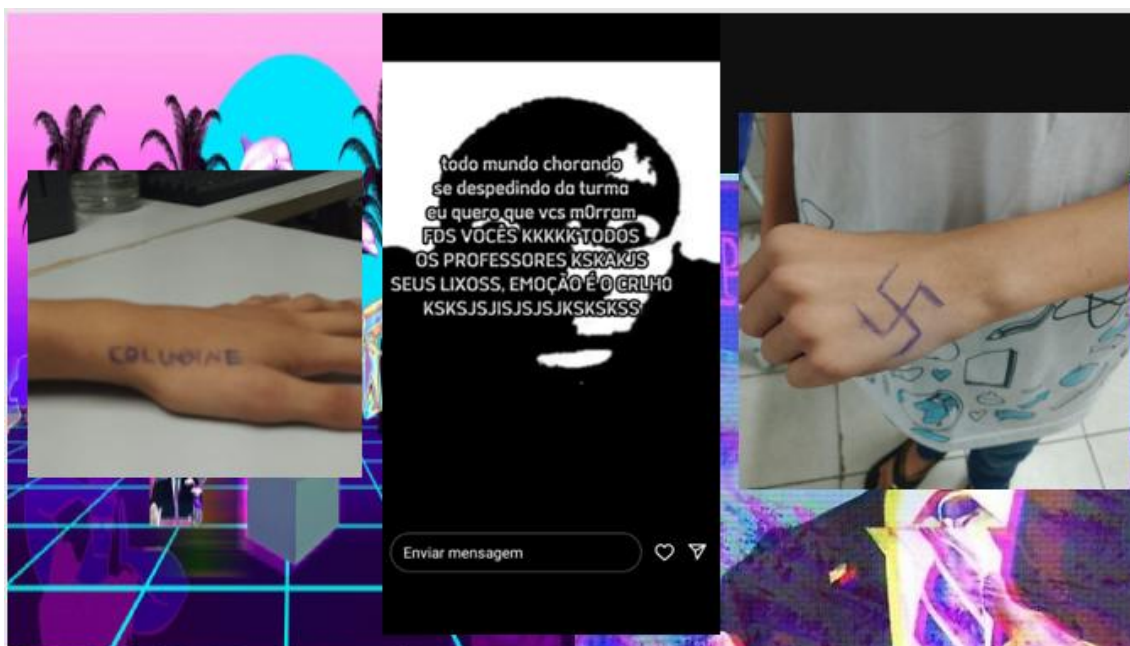 COLUMBINE
todo mundo chorando
se despedindo da turma
eu quero que vcs m0rram
FDS VOCÊS KKKKK TODOS
OS PROFESSORES KSKAKJS
SEUS LIXOSS, EMOÇÃO É O CRLH0
KSKSJSJISJSJSJKSKSKSS
Enviar mensagem